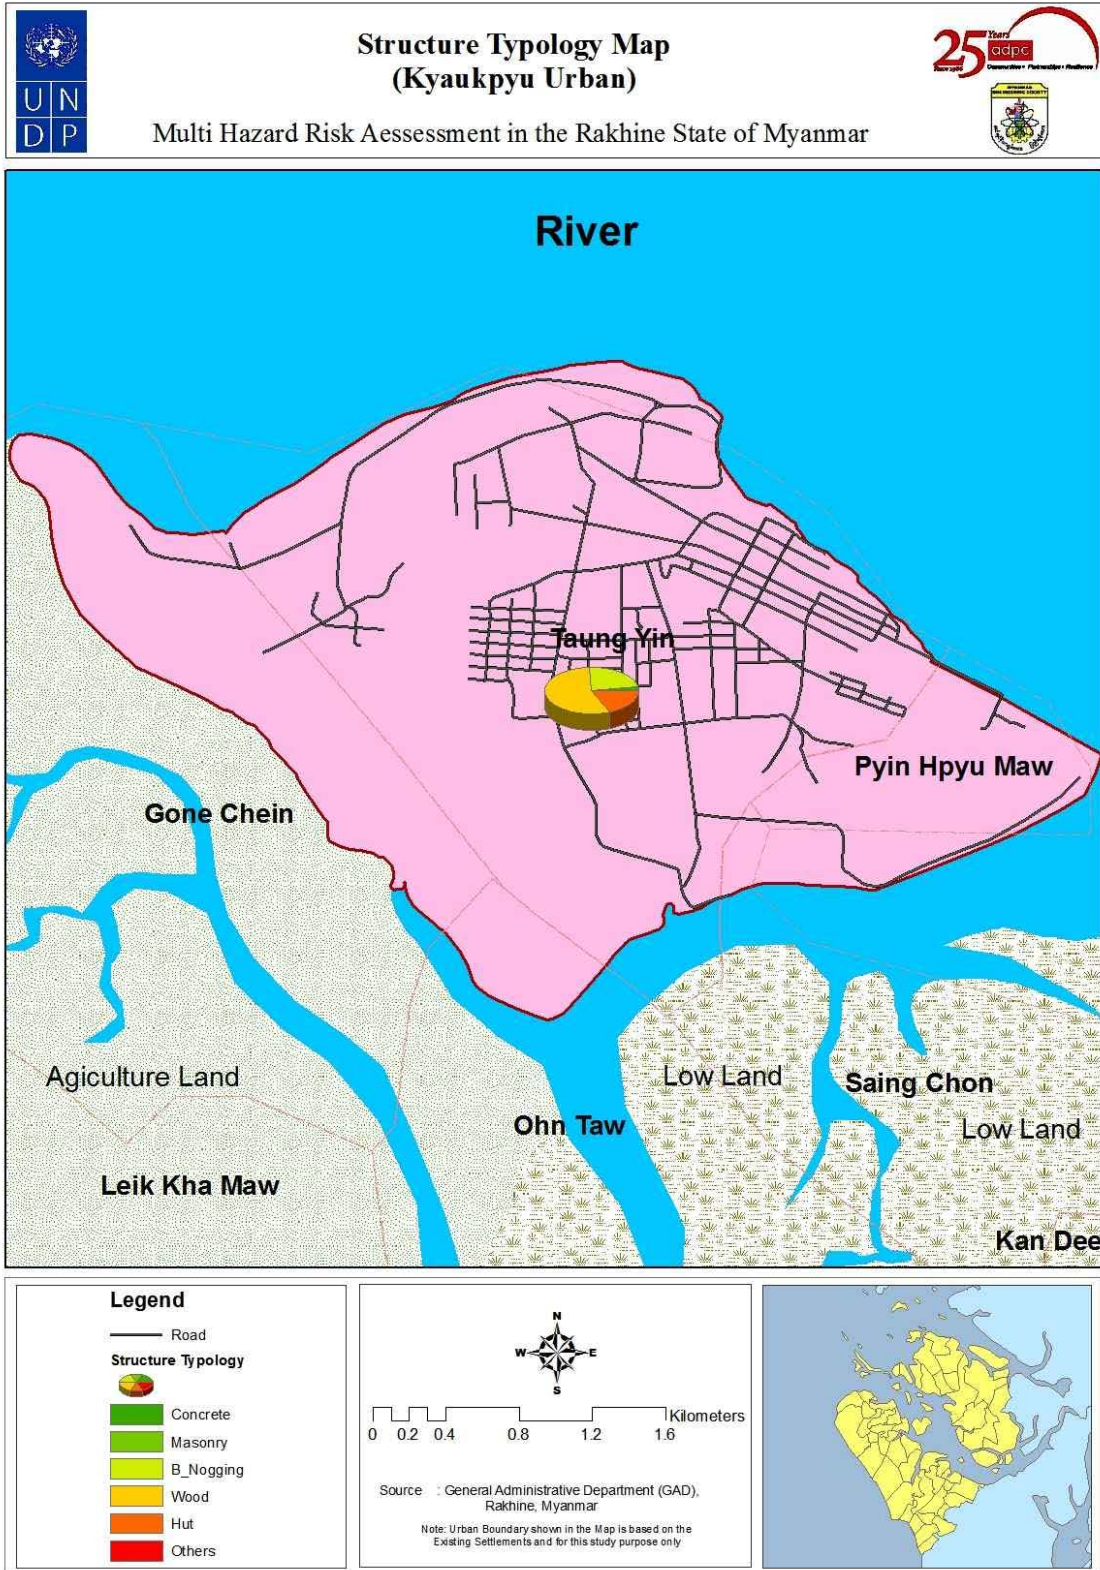 UN
DP
Structure Typology Map
(Kyaukpyu Urban)
Multi Hazard Risk Aessessment in the Rakhine State of Myanmar
25 Years
adpc
River
Taung Yin
Pyin Hpyu Maw
Gone Chein
Agiculture Land
Low Land
Saing Chon
Ohn Taw
Low Land
Leik Kha Maw
Kan Dee
Legend
Road
Structure Typology
Concrete
Masonry
B_Nogging
Wood
Hut
Others
N
W E
S
Kilometers
0 0.2 0.4 0.8 1.2 1.6
Source : General Administrative Department (GAD),
Rakhine, Myanmar
Note: Urban Boundary shown in the Map is based on the
Existing Settlements and for this study purpose only